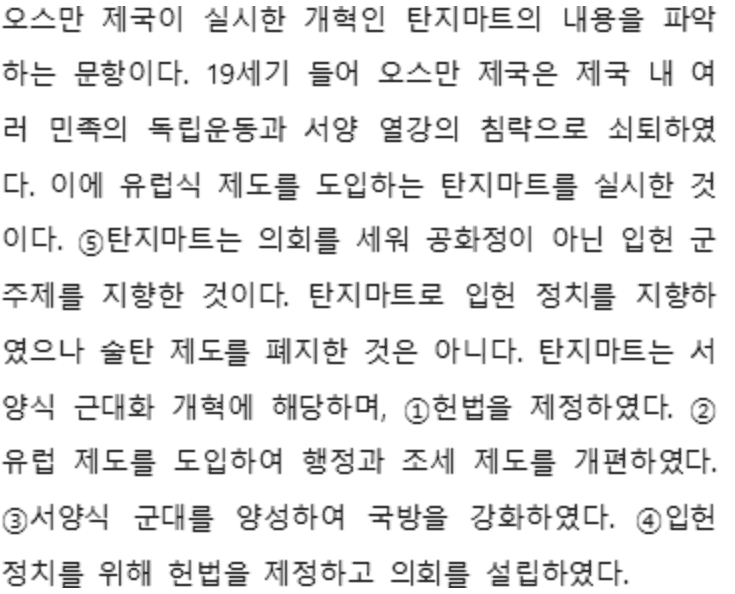 오스만 제국이 실시한 개혁인 탄지마트의 내용을 파악
하는 문항이다. 19세기 들어 오스만 제국은 제국 내 여
러 민족의 독립운동과 서양 열강의 침략으로 쇠퇴하였
다. 이에 유럽식 제도를 도입하는 탄지마트를 실시한 것
이다. ⑤탄지마트는 의회를 세워 공화정이 아닌 입헌 군
주제를 지향한 것이다. 탄지마트로 입헌 정치를 지향하
였으나 술탄 제도를 폐지한 것은 아니다. 탄지마트는 서
양식 근대화 개혁에 해당하며, ①헌법을 제정하였다. ②
유럽 제도를 도입하여 행정과 조세 제도를 개편하였다.
③서양식 군대를 양성하여 국방을 강화하였다. ④입헌
정치를 위해 헌법을 제정하고 의회를 설립하였다.